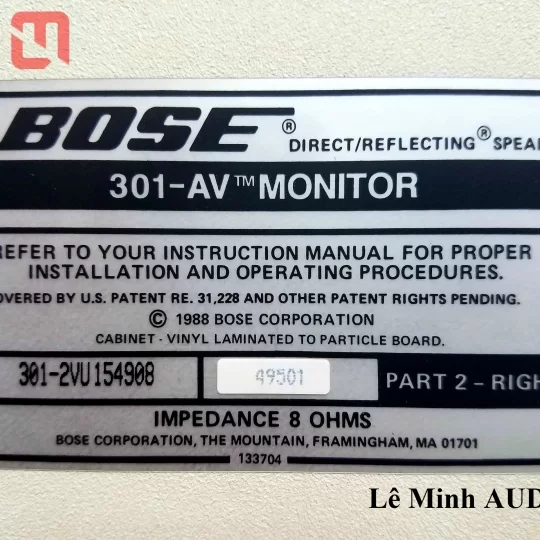 BOSE ® DIRECT/REFLECTING ® SPEA
301-AV™ MONITOR
REFER TO YOUR INSTRUCTION MANUAL FOR PROPER
INSTALLATION AND OPERATING PROCEDURES.
OVERED BY U.S. PATENT RE. 31,228 AND OTHER PATENT RIGHTS PENDING.
© 1988 BOSE CORPORATION
CABINET - VINYL LAMINATED TO PARTICLE BOARD.
301-2VU154908 49501 PART 2 - RIGH
IMPEDANCE 8 OHMS
BOSE CORPORATION, THE MOUNTAIN, FRAMINGHAM, MA 01701
133704
Lê Minh AUD